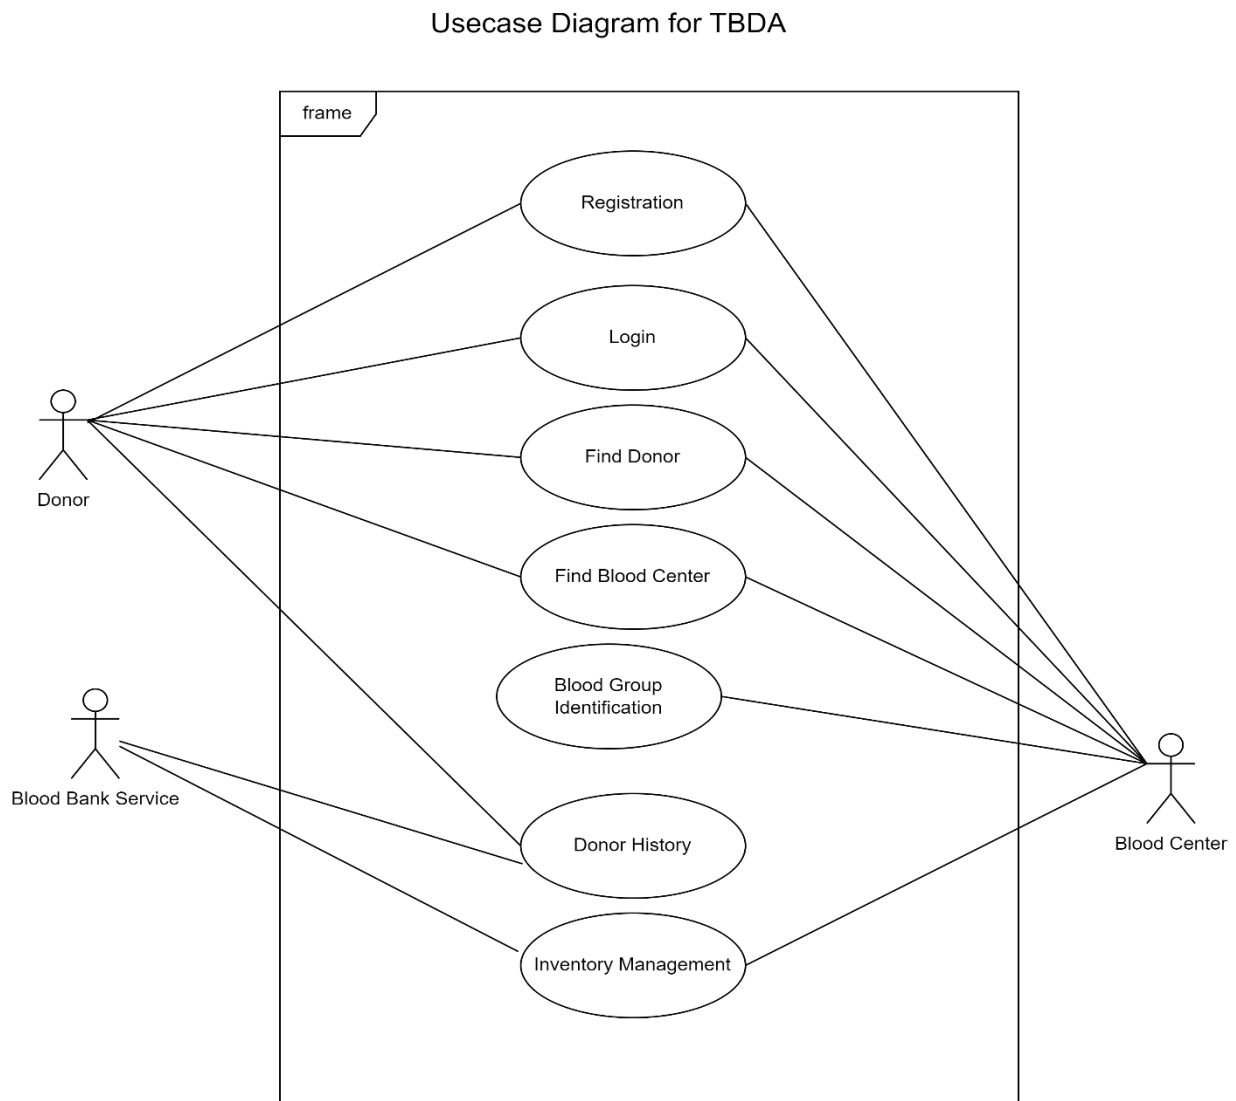 Usecase Diagram for TBDA
frame
Registration
Login
Find Donor
Donor
Find Blood Center
Blood Group
Identification
Blood Bank Service
Donor History
Blood Center
Inventory Management